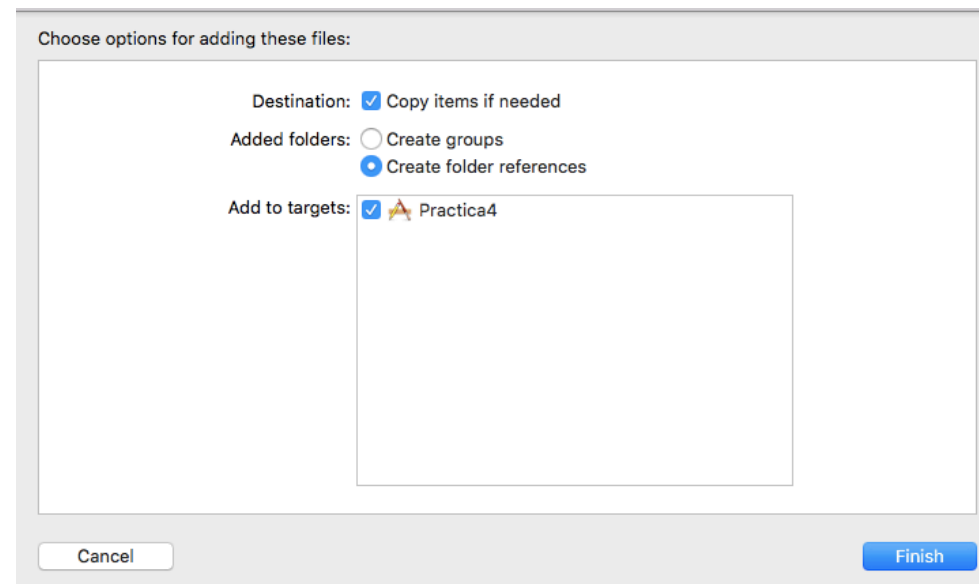 Choose options for adding these files:
Destination: Copy items if needed
Added folders: Create groups
Create folder references
Add to targets: Practica4
Cancel Finish